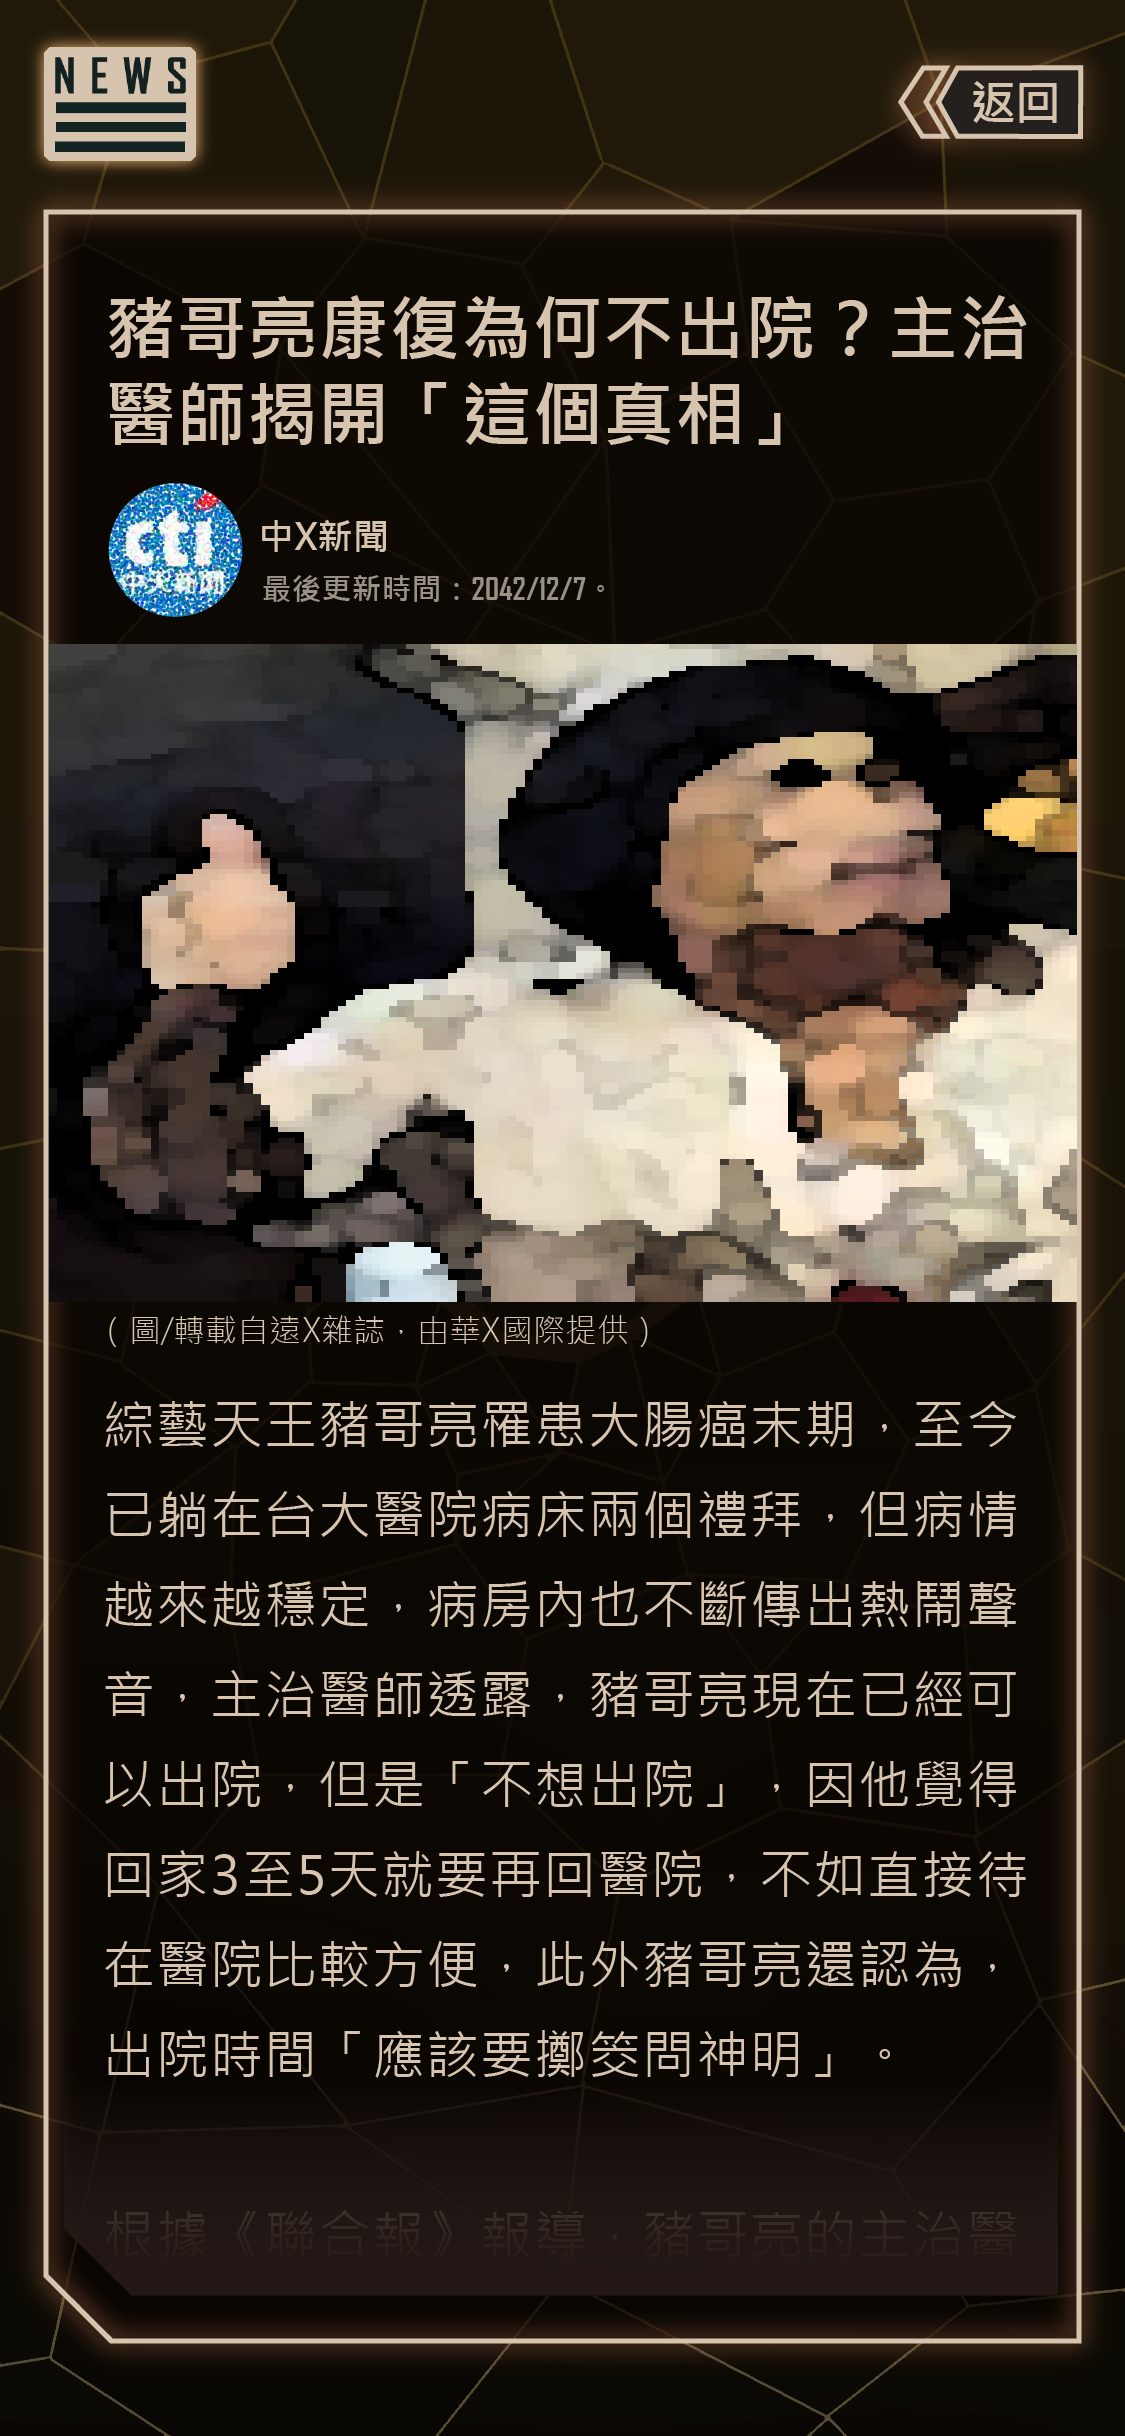 NEWS
返回
豬哥亮康復為何不出院？主治
醫師揭開「這個真相」
cti
中天新聞
中X新聞
最後更新時間：2042/12/7。
（圖/轉載自遠X雜誌，由華X國際提供）
綜藝天王豬哥亮罹患大腸癌末期，至今
已躺在台大醫院病床兩個禮拜，但病情
越來越穩定，病房內也不斷傳出熱鬧聲
音，主治醫師透露，豬哥亮現在已經可
以出院，但是「不想出院」，因他覺得
回家3至5天就要再回醫院，不如直接待
在醫院比較方便，此外豬哥亮還認為，
出院時間「應該要擲筊問神明」。
根據《聯合報》報導，豬哥亮的主治醫